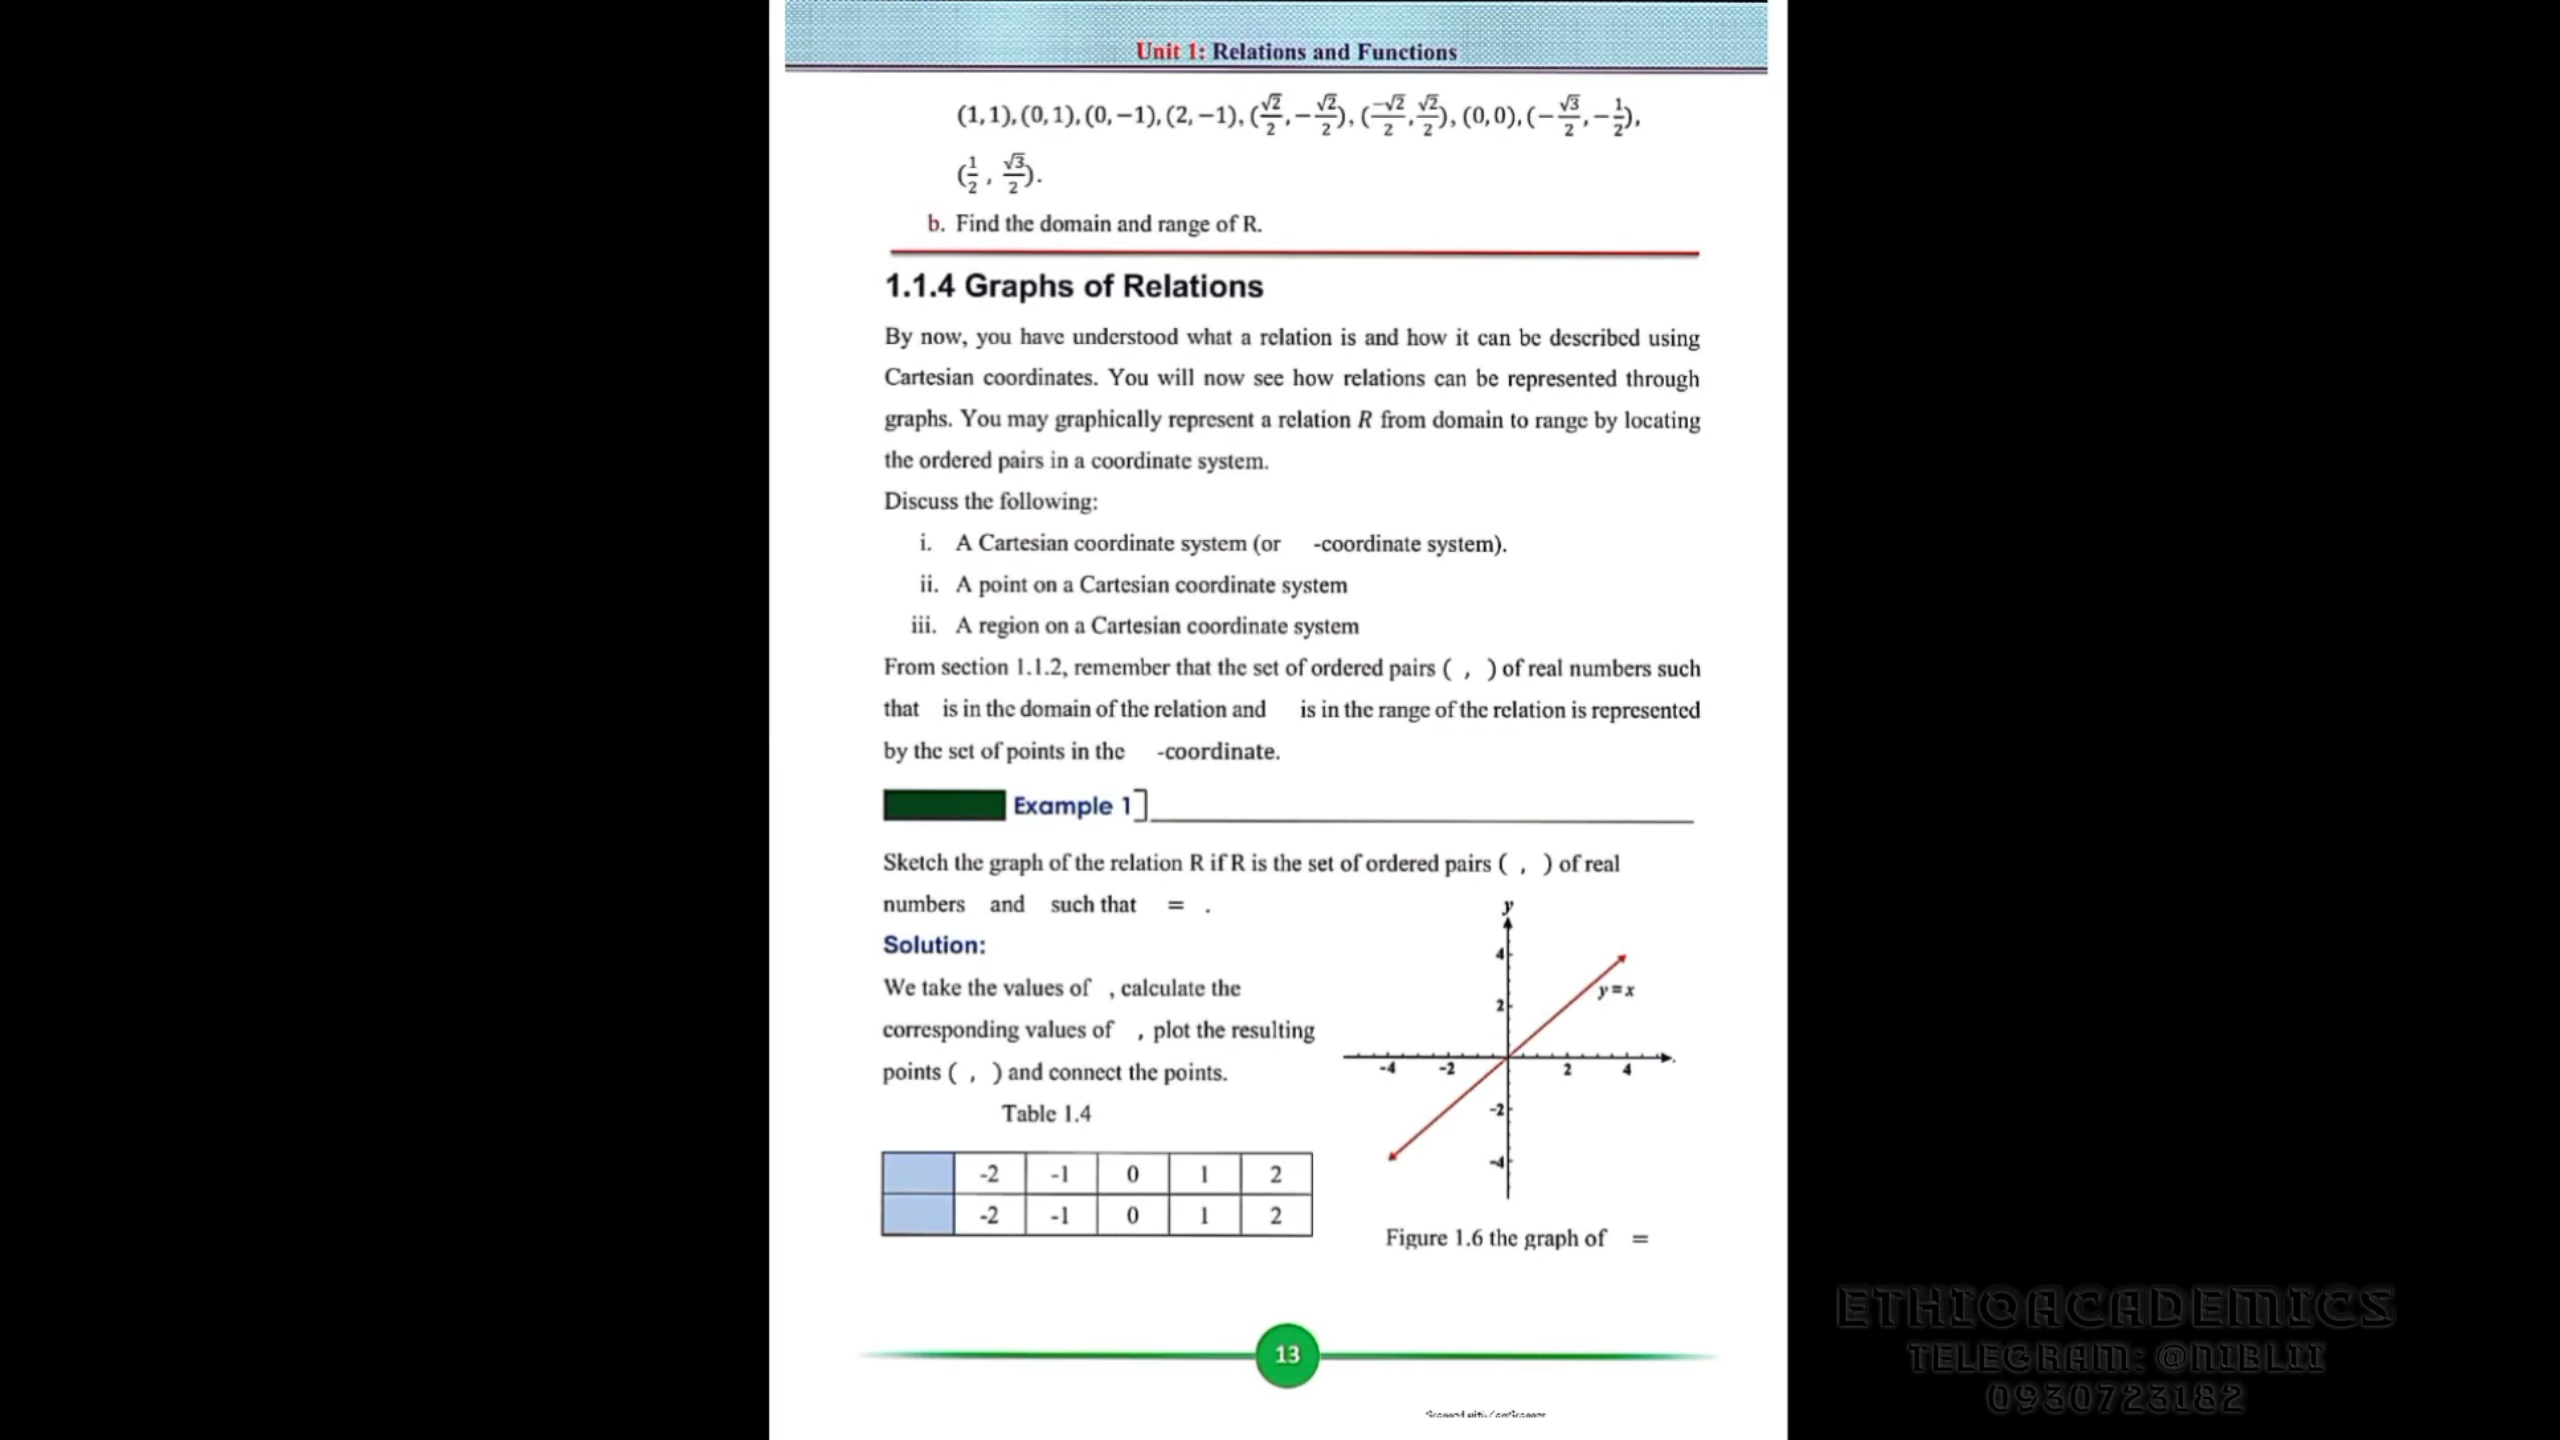 Unit 1: Relations and Functions
(1,1), (0,1), (0,−1), (2,−1), (√2/2, −√2/2), (−√2/2, √2/2), (0,0), (−√3/2, −1/2),
(1/2 , √3/2).
b. Find the domain and range of R.
1.1.4 Graphs of Relations
By now, you have understood what a relation is and how it can be described using
Cartesian coordinates. You will now see how relations can be represented through
graphs. You may graphically represent a relation R from domain to range by locating
the ordered pairs in a coordinate system.
Discuss the following:
i. A Cartesian coordinate system (or -coordinate system).
ii. A point on a Cartesian coordinate system
iii. A region on a Cartesian coordinate system
From section 1.1.2, remember that the set of ordered pairs ( , ) of real numbers such
that is in the domain of the relation and is in the range of the relation is represented
by the set of points in the -coordinate.
Example 1
Sketch the graph of the relation R if R is the set of ordered pairs ( , ) of real
numbers and such that = .
Solution:
We take the values of , calculate the
corresponding values of , plot the resulting
points ( , ) and connect the points.
Table 1.4
-2 -1 0 1 2
-2 -1 0 1 2
y
4
2
y = x
-4 -2 2 4
-2
-4
Figure 1.6 the graph of =
13
ETHIOACADEMICS
TELEGRAM: @NIBLII
0930723182